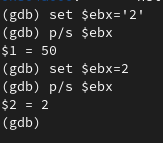 (gdb) set $ebx='2'
(gdb) p/s $ebx
$1 = 50
(gdb) set $ebx=2
(gdb) p/s $ebx
$2 = 2
(gdb)